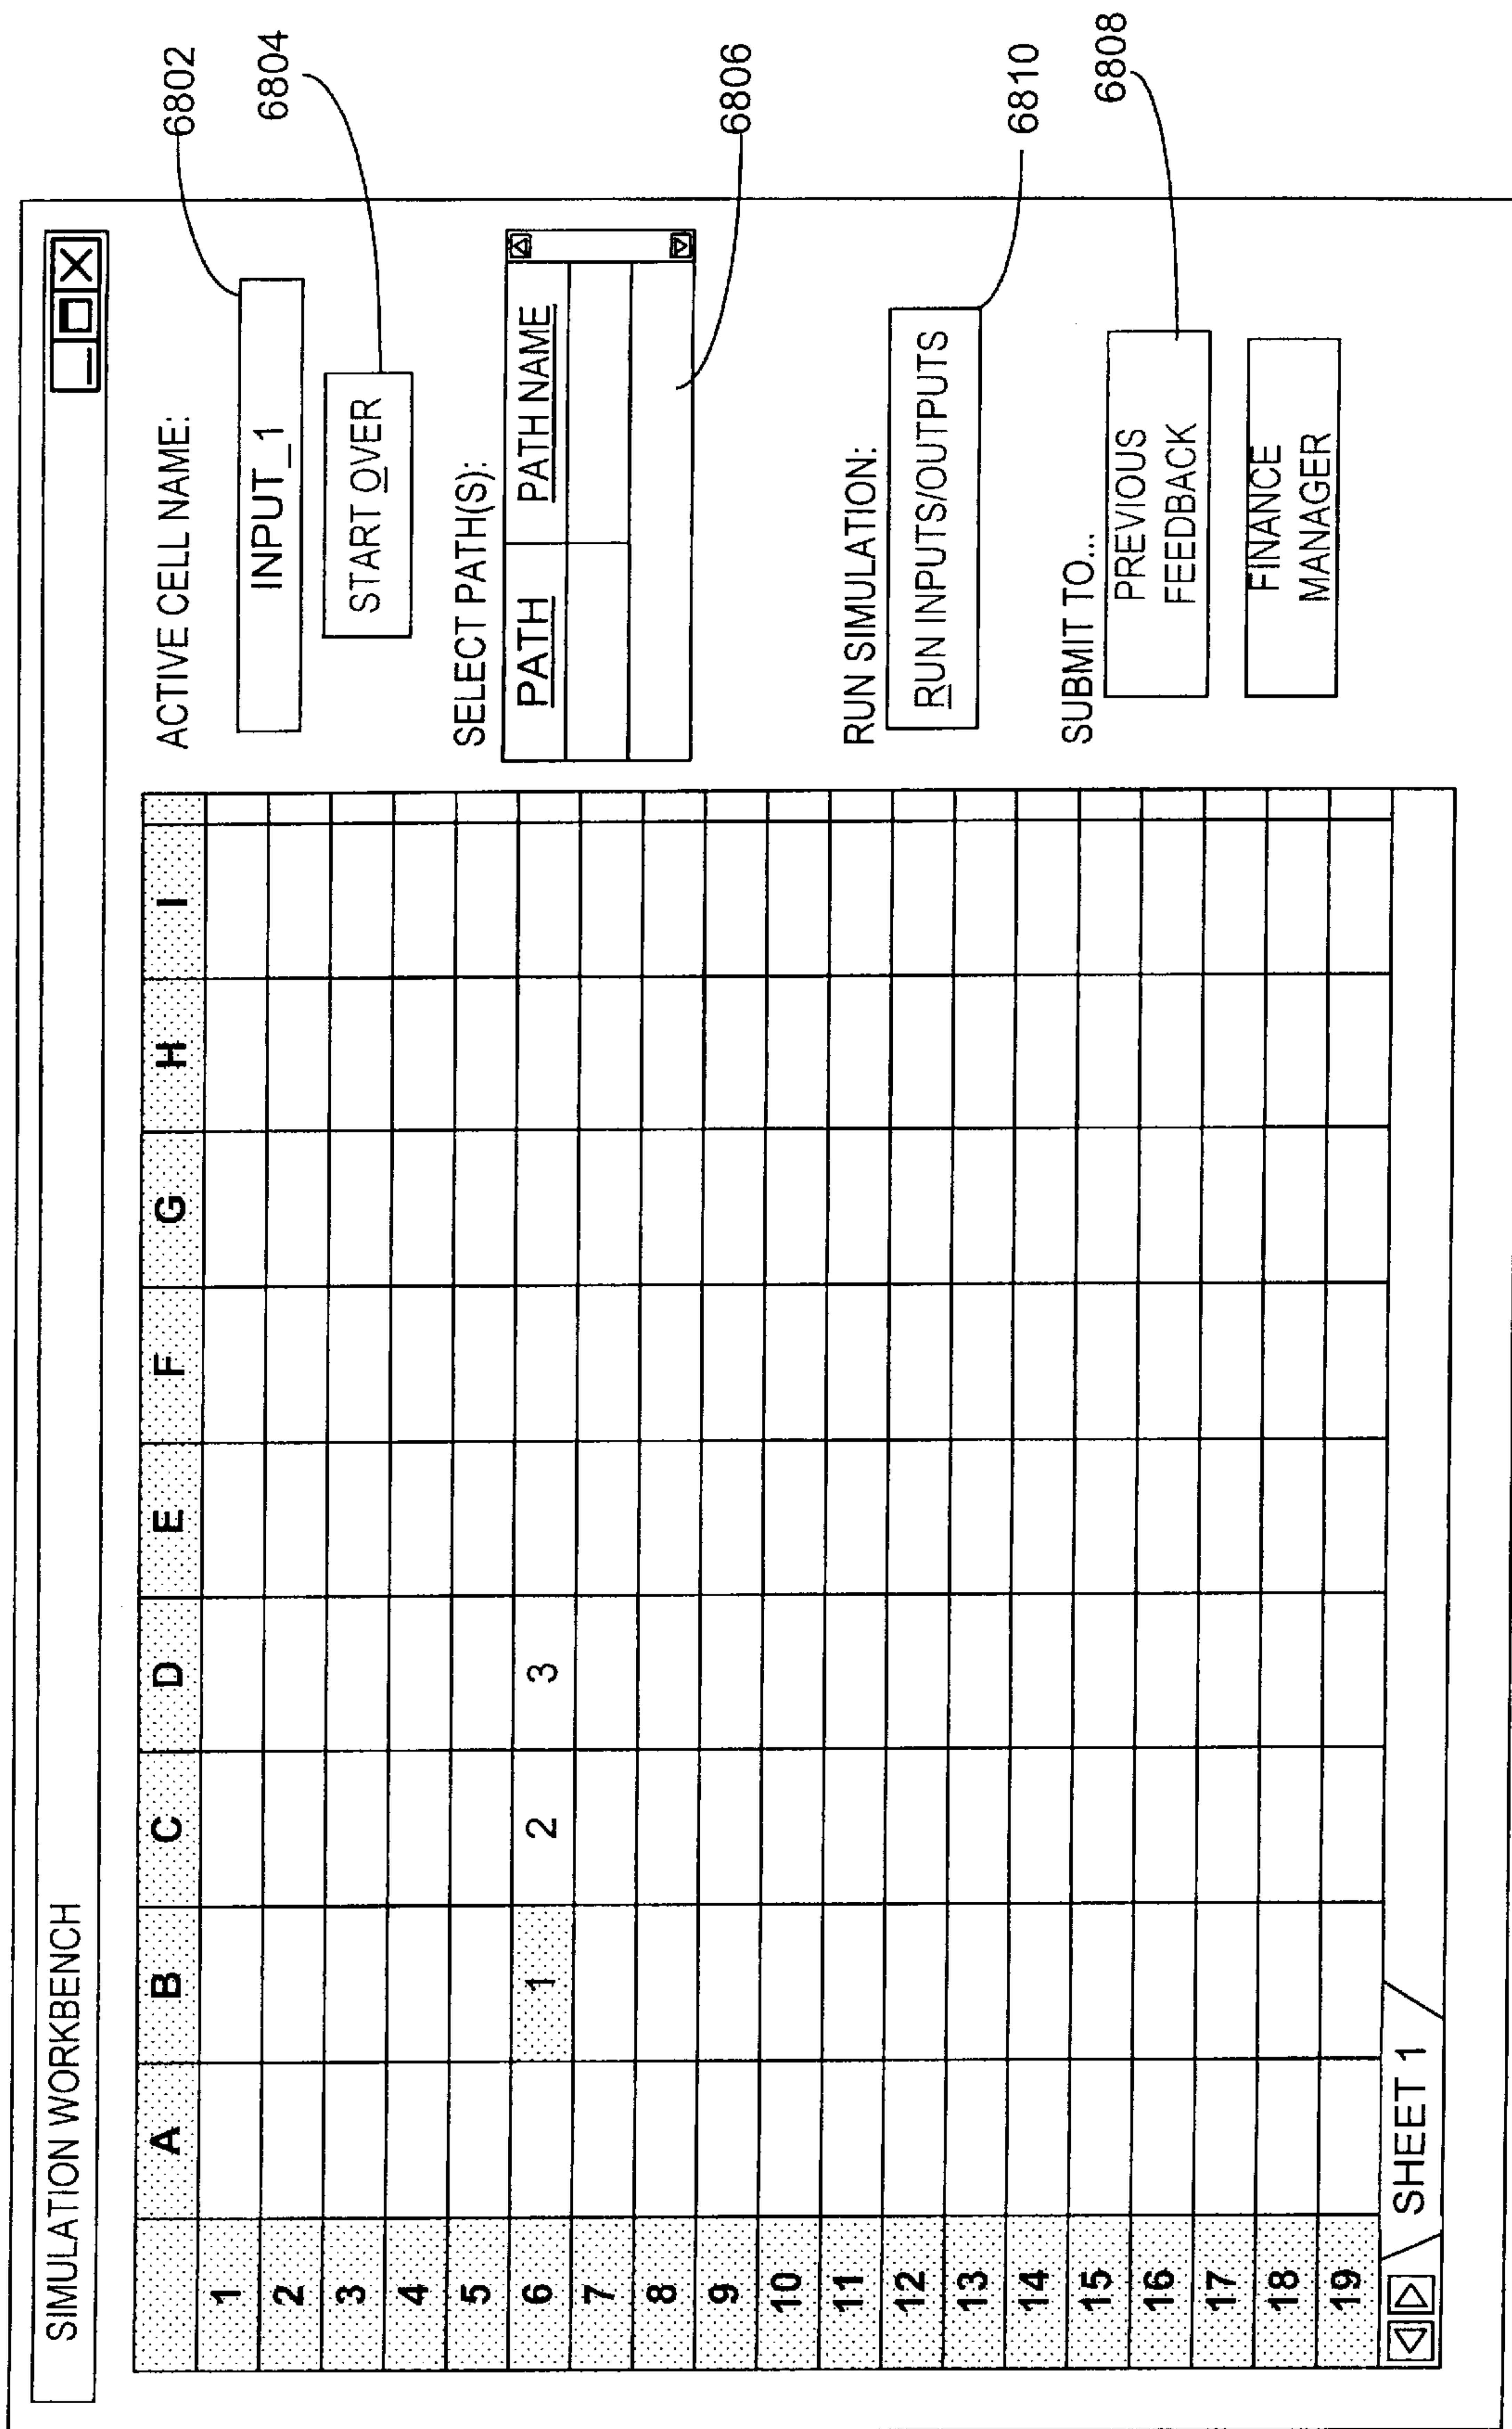 SIMULATION WORKBENCH
A B C D E F G H I
1
2
3
4
5
6 1 2 3
7
8
9
10
11
12
13
14
15
16
17
18
19
SHEET 1
ACTIVE CELL NAME:
INPUT_1
START OVER
SELECT PATH(S):
PATH PATH NAME
RUN SIMULATION:
RUN INPUTS/OUTPUTS
SUBMIT TO...
PREVIOUS
FEEDBACK
FINANCE
MANAGER
6802
6804
6806
6810
6808